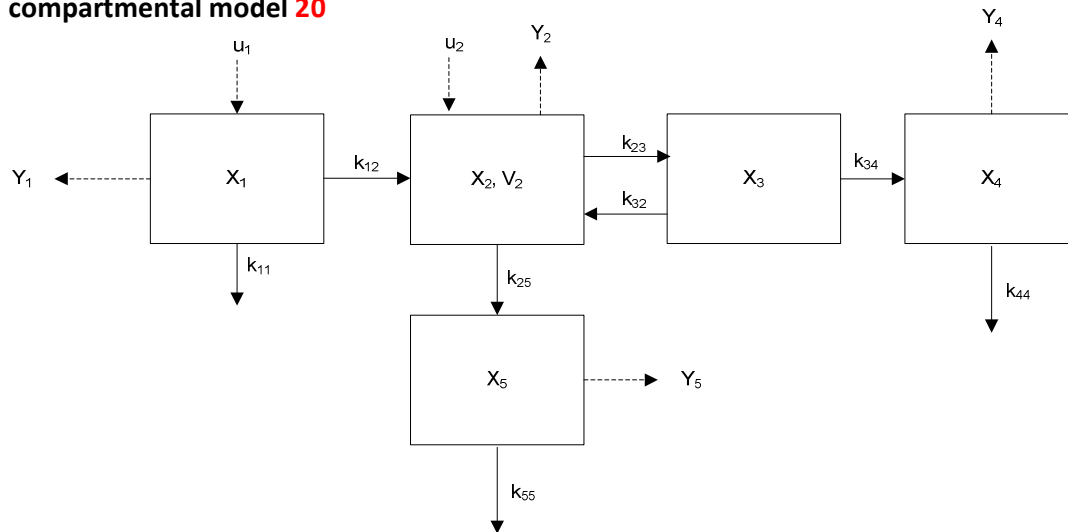 compartmental model 20
u₁
u₂
Y₂
Y₄
Y₁
X₁
k₁₂
X₂, V₂
k₂₃
k₃₂
X₃
k₃₄
X₄
k₁₁
k₂₅
k₄₄
X₅
Y₅
k₅₅